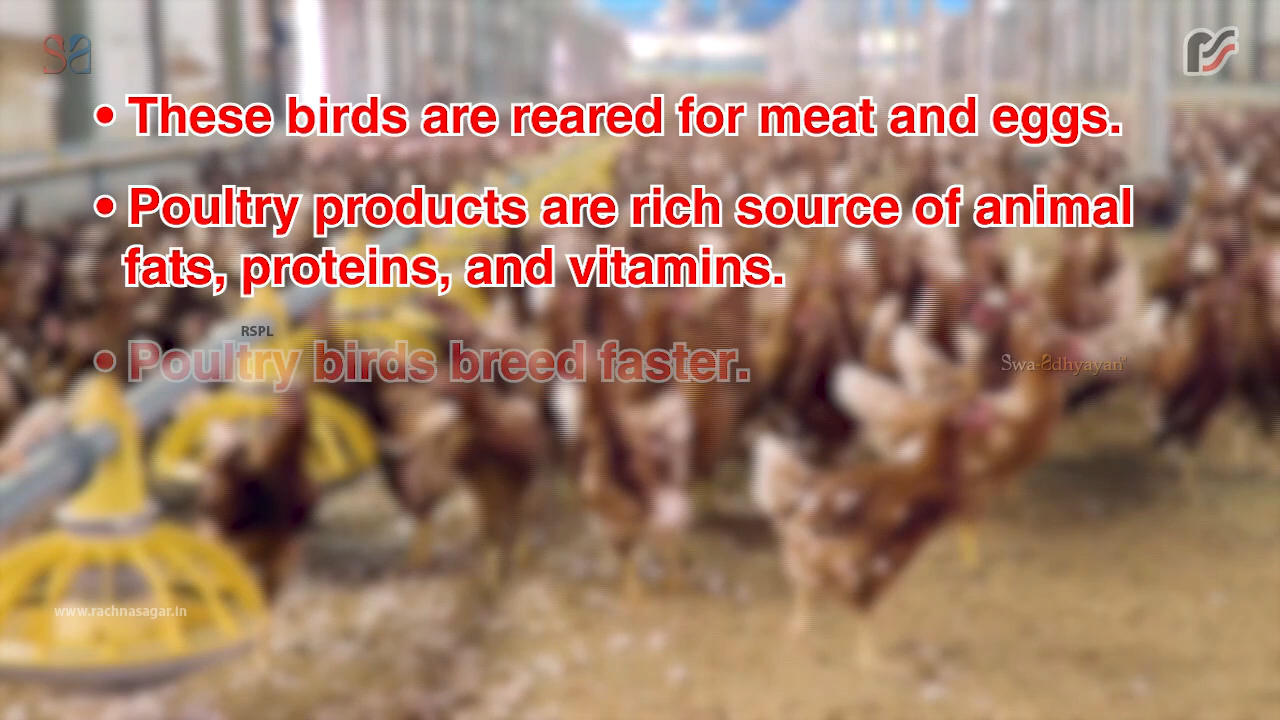 sa
• These birds are reared for meat and eggs.
• Poultry products are rich source of animal
fats, proteins, and vitamins.
RSPL
• Poultry birds breed faster.
Swa-adhyayan
www.rachnasagar.in